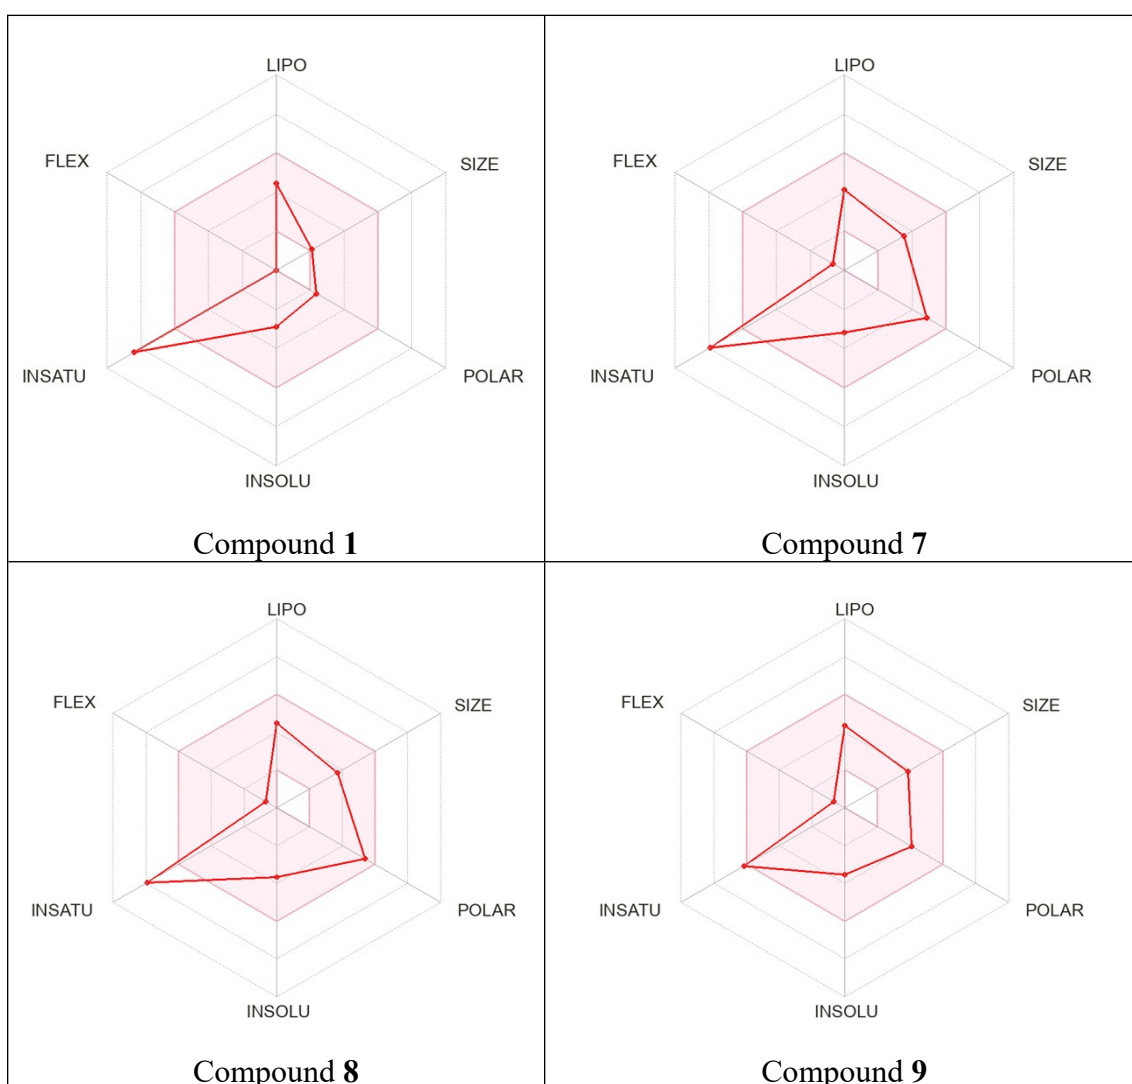 LIPO
FLEX
SIZE
INSATU
POLAR
INSOLU
Compound 1
LIPO
FLEX
SIZE
INSATU
POLAR
INSOLU
Compound 7
LIPO
FLEX
SIZE
INSATU
POLAR
INSOLU
Compound 8
LIPO
FLEX
SIZE
INSATU
POLAR
INSOLU
Compound 9